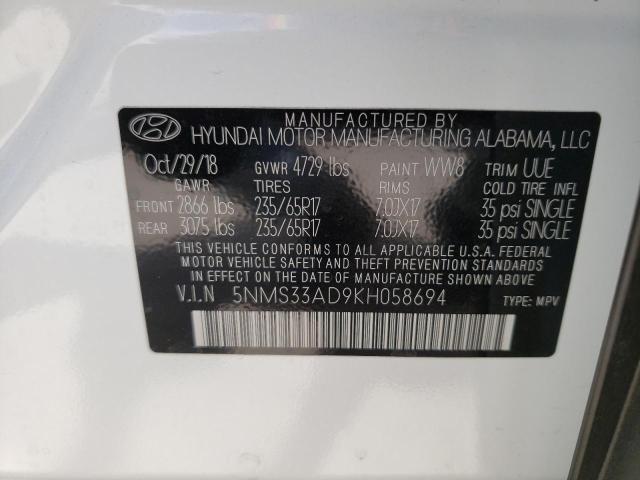 MANUFACTURED BY
HYUNDAI MOTOR MANUFACTURING ALABAMA, LLC
Oct/29/18 GVWR 4729 lbs PAINT WW8 TRIM UUE
GAWR TIRES RIMS COLD TIRE INFL
FRONT 2866 lbs 235/65R17 7.0JX17 35 psi SINGLE
REAR 3075 lbs 235/65R17 7.0JX17 35 psi SINGLE
THIS VEHICLE CONFORMS TO ALL APPLICABLE U.S.A. FEDERAL
MOTOR VEHICLE SAFETY AND THEFT PREVENTION STANDARDS
IN EFFECT ON THE DATE OF MANUFACTURE SHOWN ABOVE
V.I.N 5NMS33AD9KH058694 TYPE: MPV